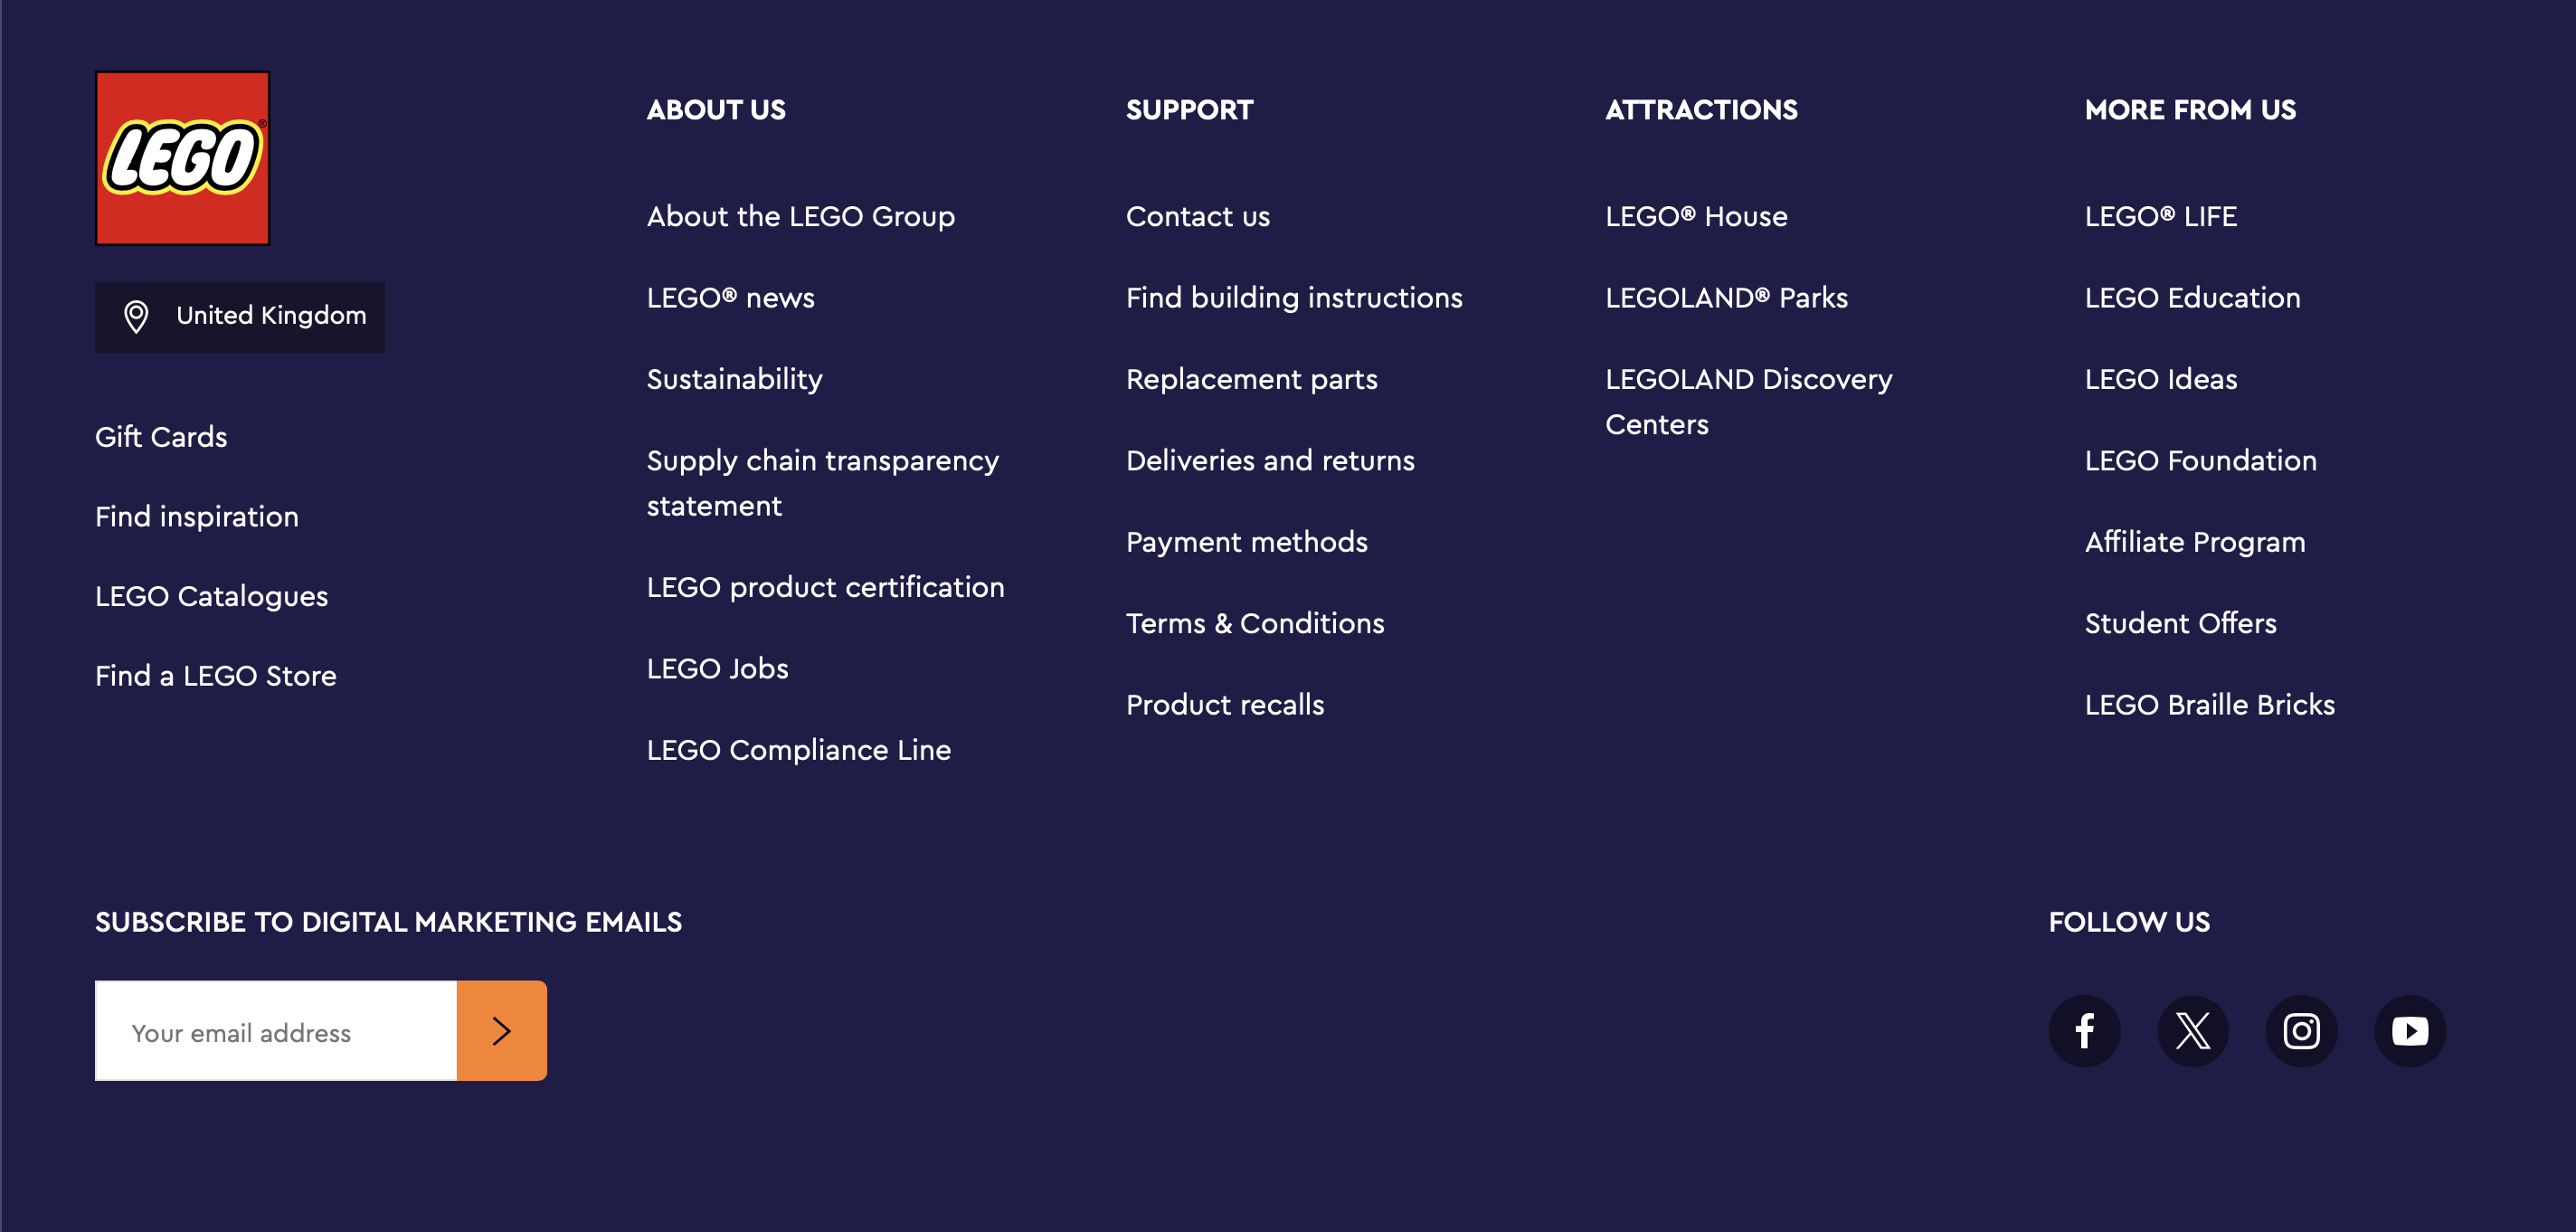 LEGO®
United Kingdom
Gift Cards
Find inspiration
LEGO Catalogues
Find a LEGO Store
ABOUT US
About the LEGO Group
LEGO® news
Sustainability
Supply chain transparency
statement
LEGO product certification
LEGO Jobs
LEGO Compliance Line
SUPPORT
Contact us
Find building instructions
Replacement parts
Deliveries and returns
Payment methods
Terms & Conditions
Product recalls
ATTRACTIONS
LEGO® House
LEGOLAND® Parks
LEGOLAND Discovery
Centers
MORE FROM US
LEGO® LIFE
LEGO Education
LEGO Ideas
LEGO Foundation
Affiliate Program
Student Offers
LEGO Braille Bricks
SUBSCRIBE TO DIGITAL MARKETING EMAILS
Your email address
FOLLOW US